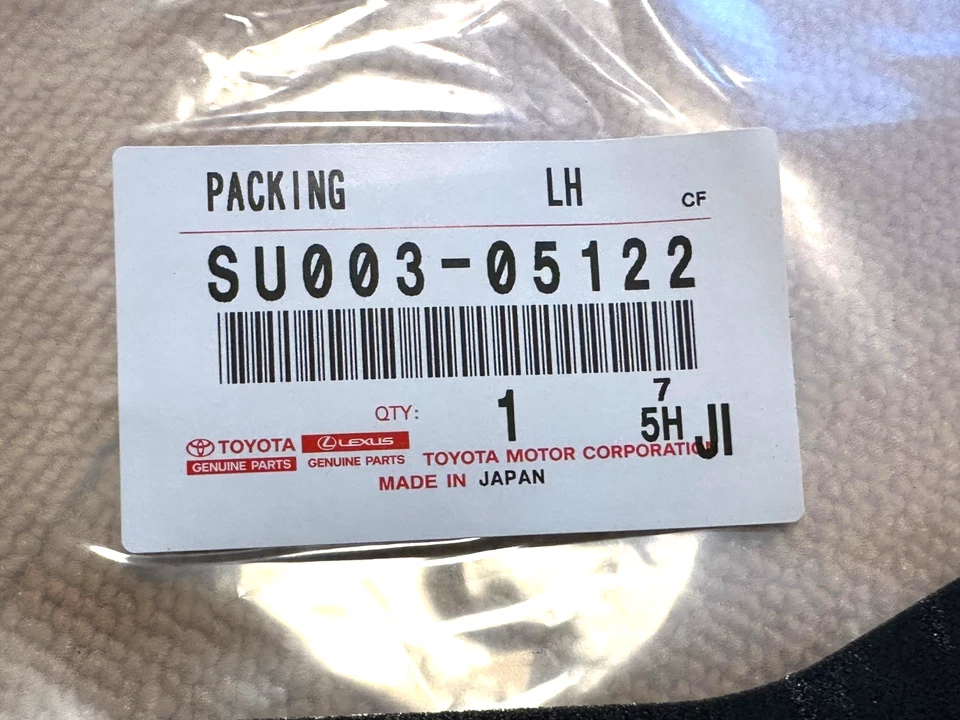 PACKING LH CF
SU003-05122
7
QTY: 1 5H JI
TOYOTA LEXUS
GENUINE PARTS GENUINE PARTS TOYOTA MOTOR CORPORATION
MADE IN JAPAN